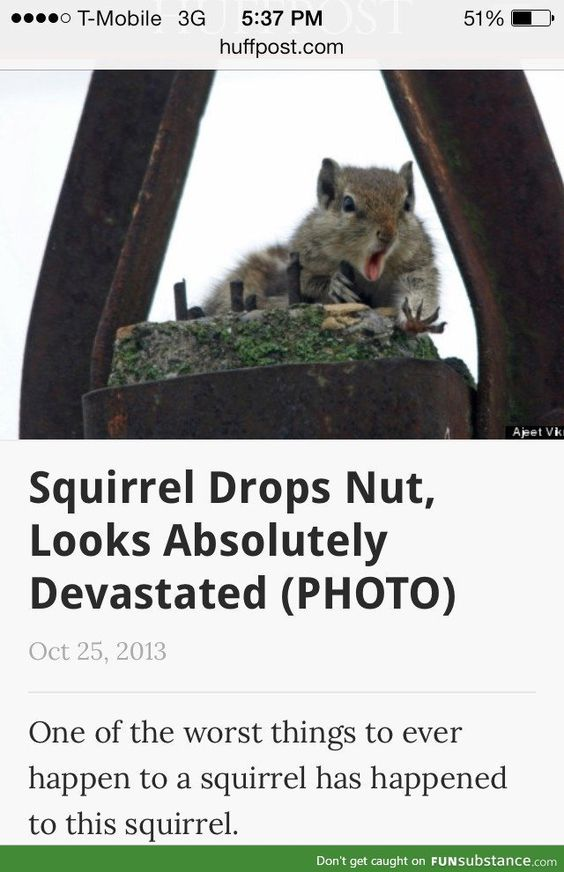 T-Mobile 3G 5:37 PM 51%
HUFFPOST
huffpost.com
Ajeet Vik
Squirrel Drops Nut,
Looks Absolutely
Devastated (PHOTO)
Oct 25, 2013
One of the worst things to ever
happen to a squirrel has happened
to this squirrel.
Don't get caught on FUNsubstance.com